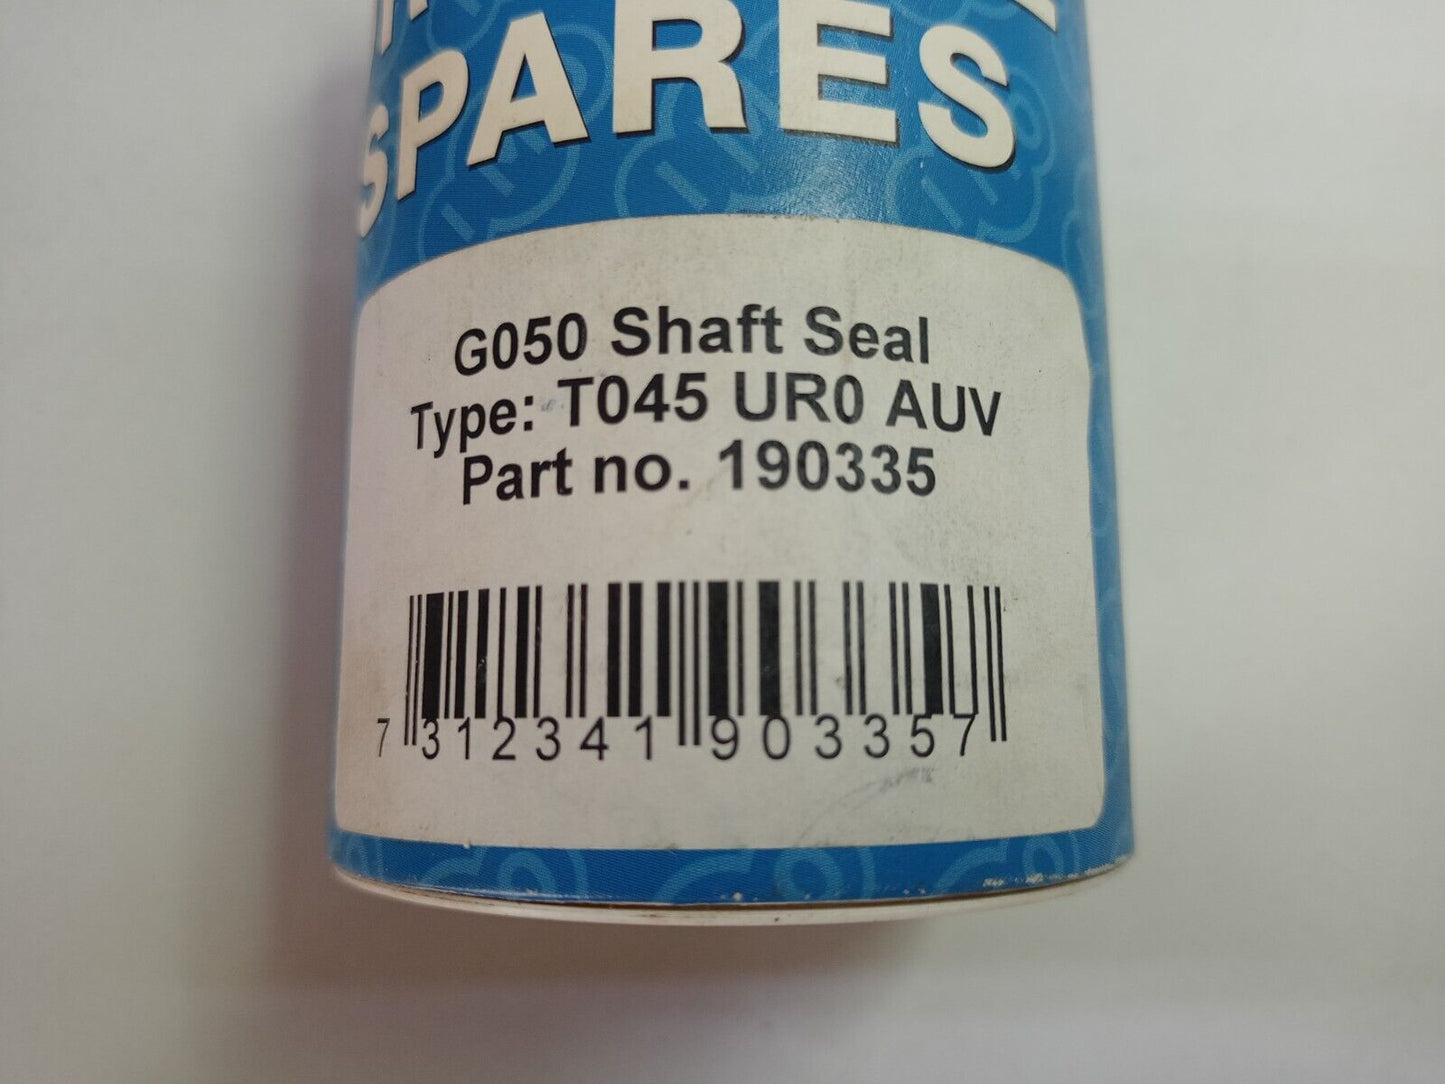 SPARES
G050 Shaft Seal
Type: T045 UR0 AUV
Part no. 190335
7 312341 903357